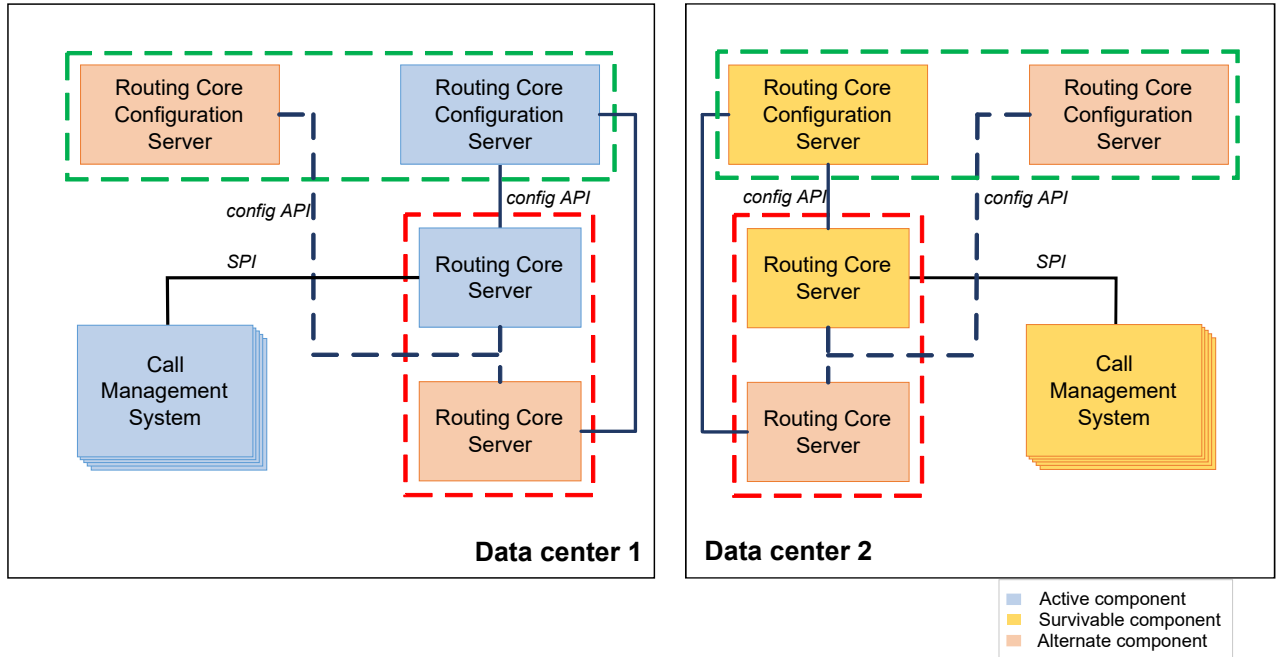 Routing Core
Configuration
Server
Routing Core
Configuration
Server
config API
config API
SPI
Routing Core
Server
Call
Management
System
Routing Core
Server
Data center 1
Routing Core
Configuration
Server
Routing Core
Configuration
Server
config API
config API
Routing Core
Server
SPI
Call
Management
System
Routing Core
Server
Data center 2
Active component
Survivable component
Alternate component